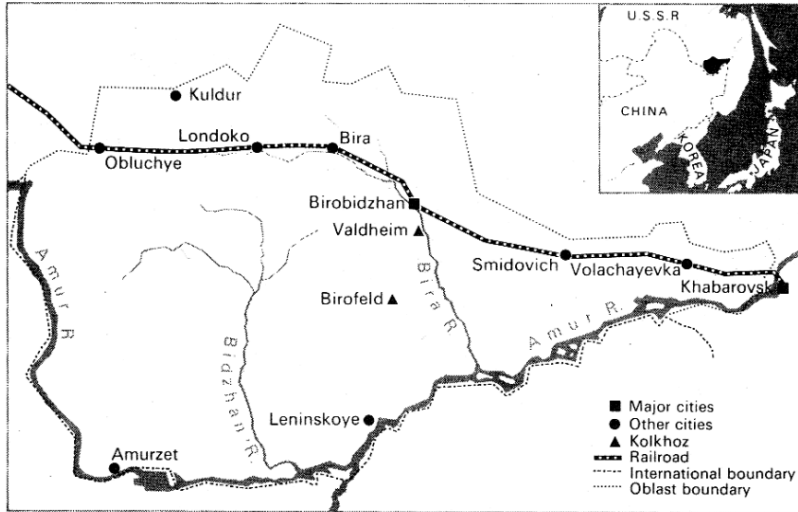 U.S.S.R
CHINA
KOREA
JAPAN
Kuldur
Londoko
Bira
Obluchye
Birobidzhan
Valdheim
Smidovich
Volachayevka
Khabarovsk
Birofeld
Amur R
Bira R.
Amur R.
Bidzhan R.
Leninskoye
Amurzet
Major cities
Other cities
Kolkhoz
Railroad
International boundary
Oblast boundary